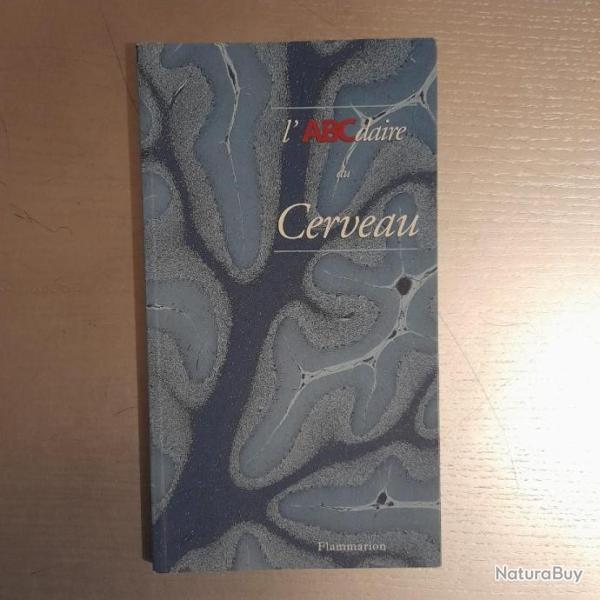 l'ABCdaire
du
Cerveau
Flammarion
NaturaBuy